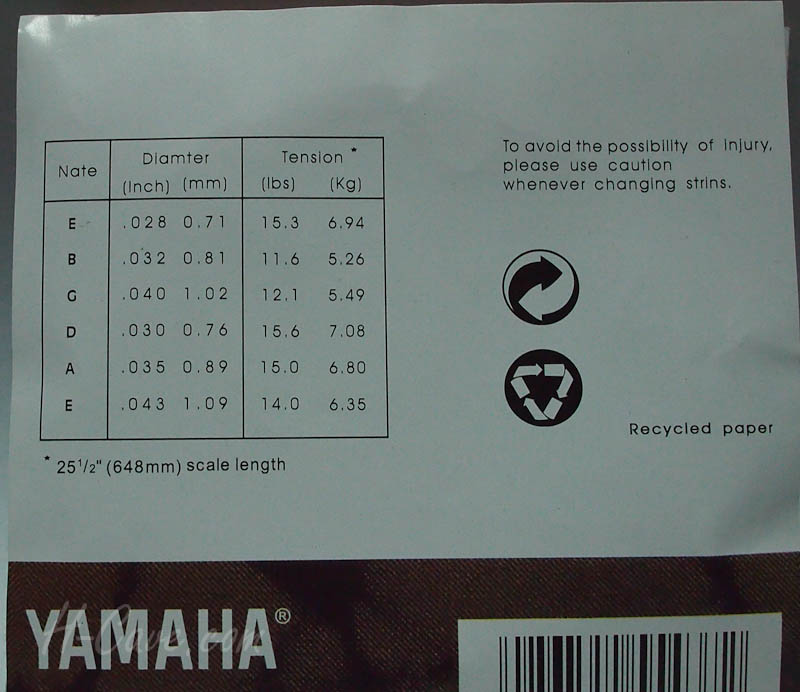 Nate Diamter Tension *
(Inch) (mm) (lbs) (Kg)
E .028 0.71 15.3 6.94
B .032 0.81 11.6 5.26
G .040 1.02 12.1 5.49
D .030 0.76 15.6 7.08
A .035 0.89 15.0 6.80
E .043 1.09 14.0 6.35
* 25 1/2" (648mm) scale length
To avoid the possibility of injury,
please use caution
whenever changing strins.
Recycled paper
YAMAHA®